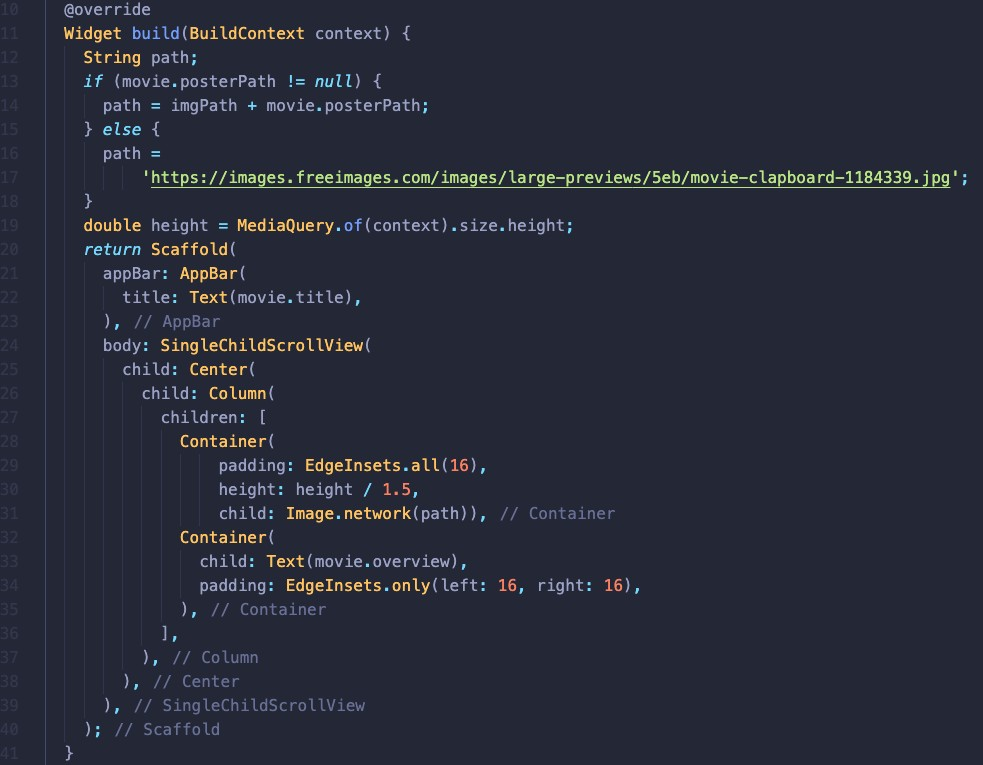 10 @override
11 Widget build(BuildContext context) {
12   String path;
13   if (movie.posterPath != null) {
14     path = imgPath + movie.posterPath;
15   } else {
16     path =
17         'https://images.freeimages.com/images/large-previews/5eb/movie-clapboard-1184339.jpg';
18   }
19   double height = MediaQuery.of(context).size.height;
20   return Scaffold(
21     appBar: AppBar(
22       title: Text(movie.title),
23     ), // AppBar
24     body: SingleChildScrollView(
25       child: Center(
26         child: Column(
27           children: [
28             Container(
29                 padding: EdgeInsets.all(16),
30                 height: height / 1.5,
31                 child: Image.network(path)), // Container
32             Container(
33               child: Text(movie.overview),
34               padding: EdgeInsets.only(left: 16, right: 16),
35             ), // Container
36           ],
37         ), // Column
38       ), // Center
39     ), // SingleChildScrollView
40   ); // Scaffold
41 }